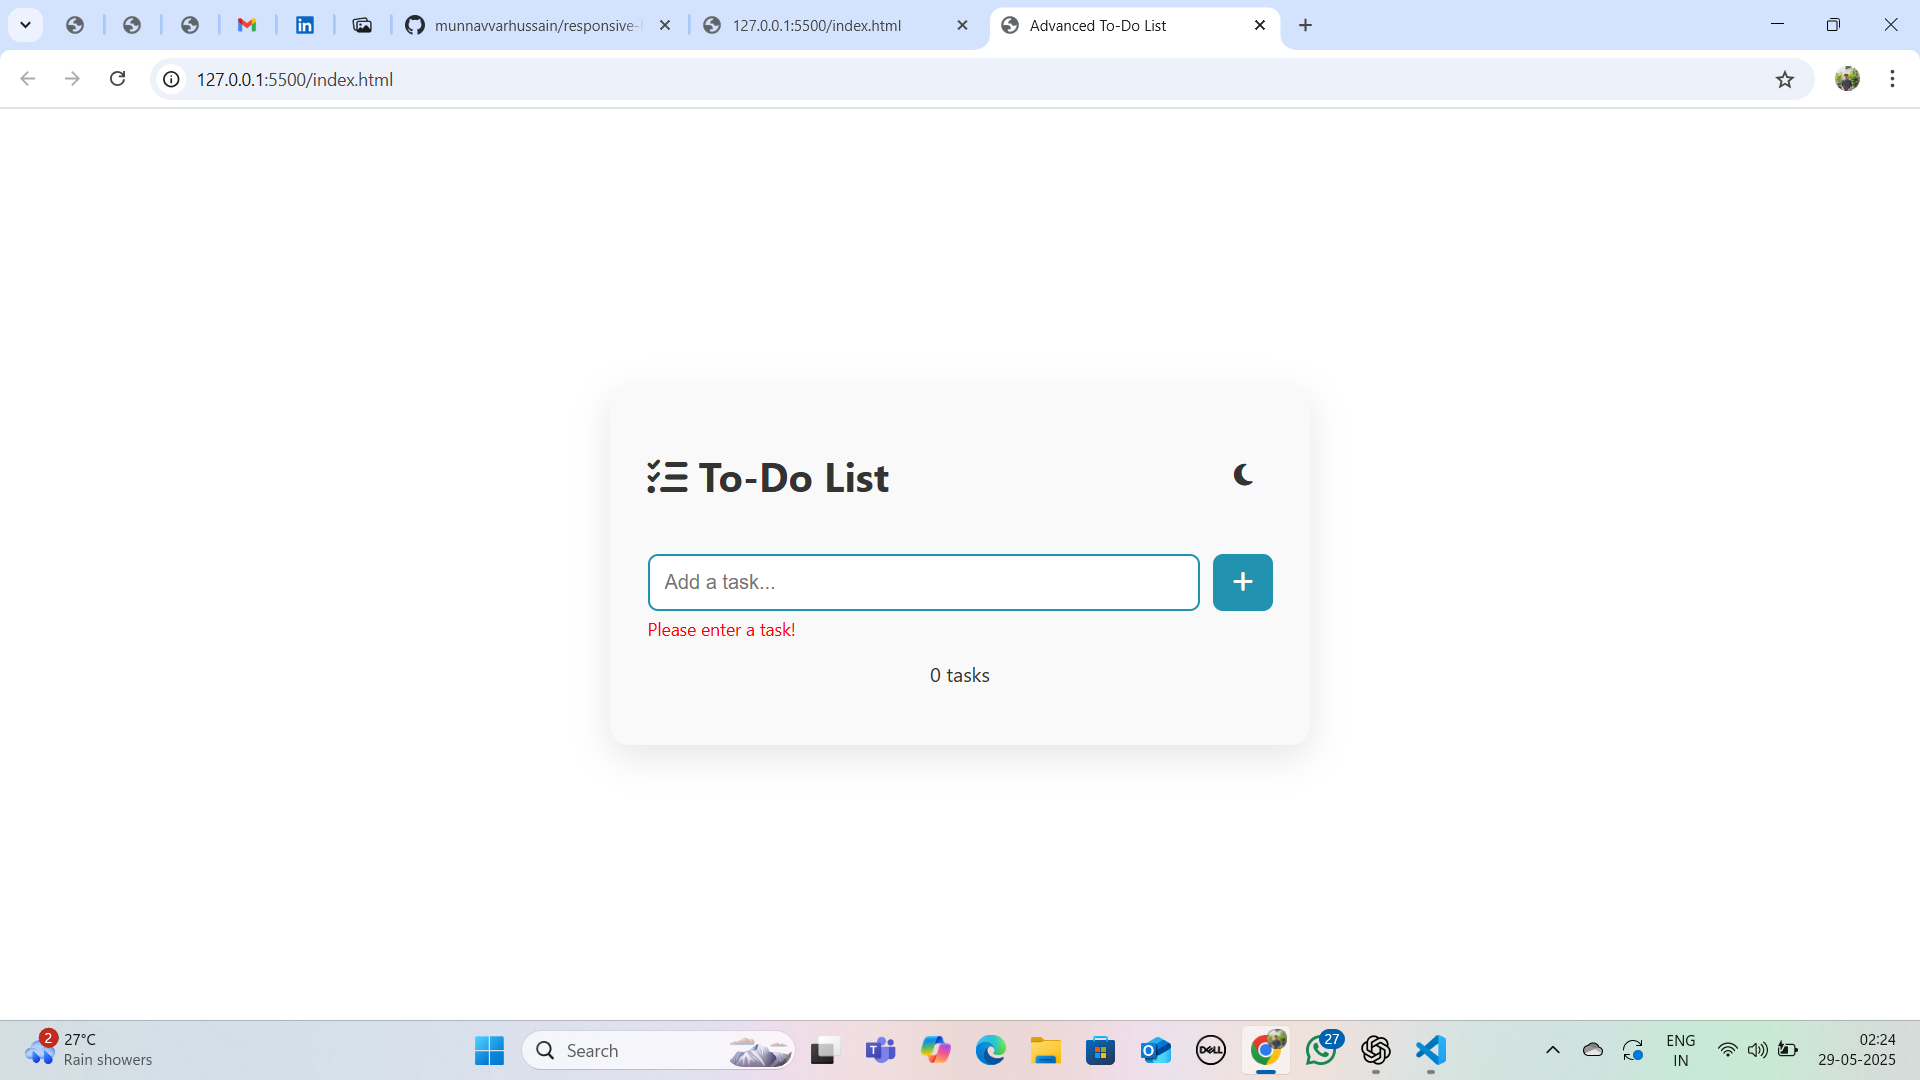 munnavvarhussain/responsive-
127.0.0.1:5500/index.html
Advanced To-Do List
127.0.0.1:5500/index.html
To-Do List
Add a task...
+
Please enter a task!
0 tasks
2
27°C
Rain showers
Search
DELL
27
ENG
IN
02:24
29-05-2025